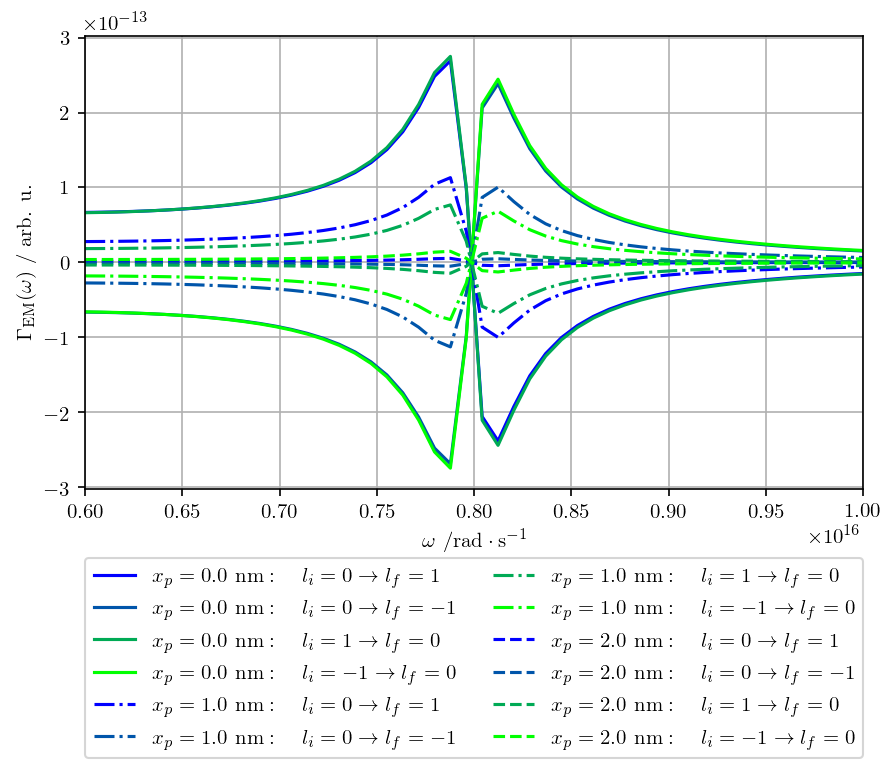 ×10⁻¹³
3
2
1
0
−1
−2
−3
Γ_EM(ω) / arb. u.
0.60 0.65 0.70 0.75 0.80 0.85 0.90 0.95 1.00
ω /rad · s⁻¹
×10¹⁶
x_p = 0.0 nm : l_i = 0 → l_f = 1
x_p = 0.0 nm : l_i = 0 → l_f = −1
x_p = 0.0 nm : l_i = 1 → l_f = 0
x_p = 0.0 nm : l_i = −1 → l_f = 0
x_p = 1.0 nm : l_i = 0 → l_f = 1
x_p = 1.0 nm : l_i = 0 → l_f = −1
x_p = 1.0 nm : l_i = 1 → l_f = 0
x_p = 1.0 nm : l_i = −1 → l_f = 0
x_p = 2.0 nm : l_i = 0 → l_f = 1
x_p = 2.0 nm : l_i = 0 → l_f = −1
x_p = 2.0 nm : l_i = 1 → l_f = 0
x_p = 2.0 nm : l_i = −1 → l_f = 0